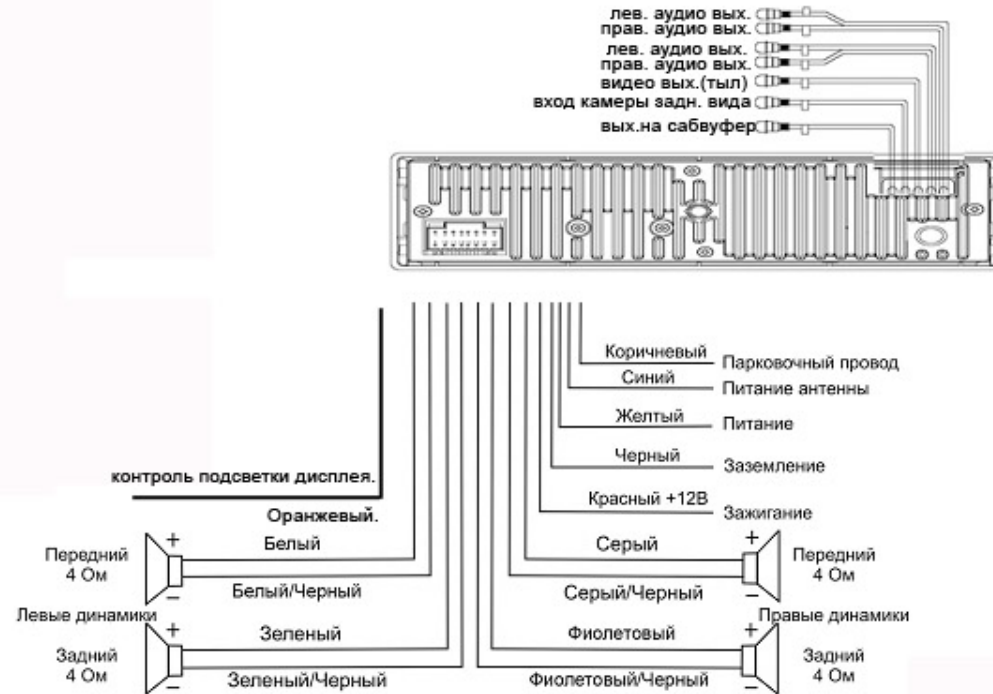 лев. аудио вых.
прав. аудио вых.
лев. аудио вых.
прав. аудио вых.
видео вых.(тыл)
вход камеры задн. вида
вых.на сабвуфер
Коричневый Парковочный провод
Синий Питание антенны
Желтый Питание
Черный Заземление
Красный +12В Зажигание
контроль подсветки дисплея.
Оранжевый.
Передний
4 Ом
+
−
Белый
Белый/Черный
Серый
Серый/Черный
+
−
Передний
4 Ом
Левые динамики
Правые динамики
Задний
4 Ом
+
−
Зеленый
Зеленый/Черный
Фиолетовый
Фиолетовый/Черный
+
−
Задний
4 Ом